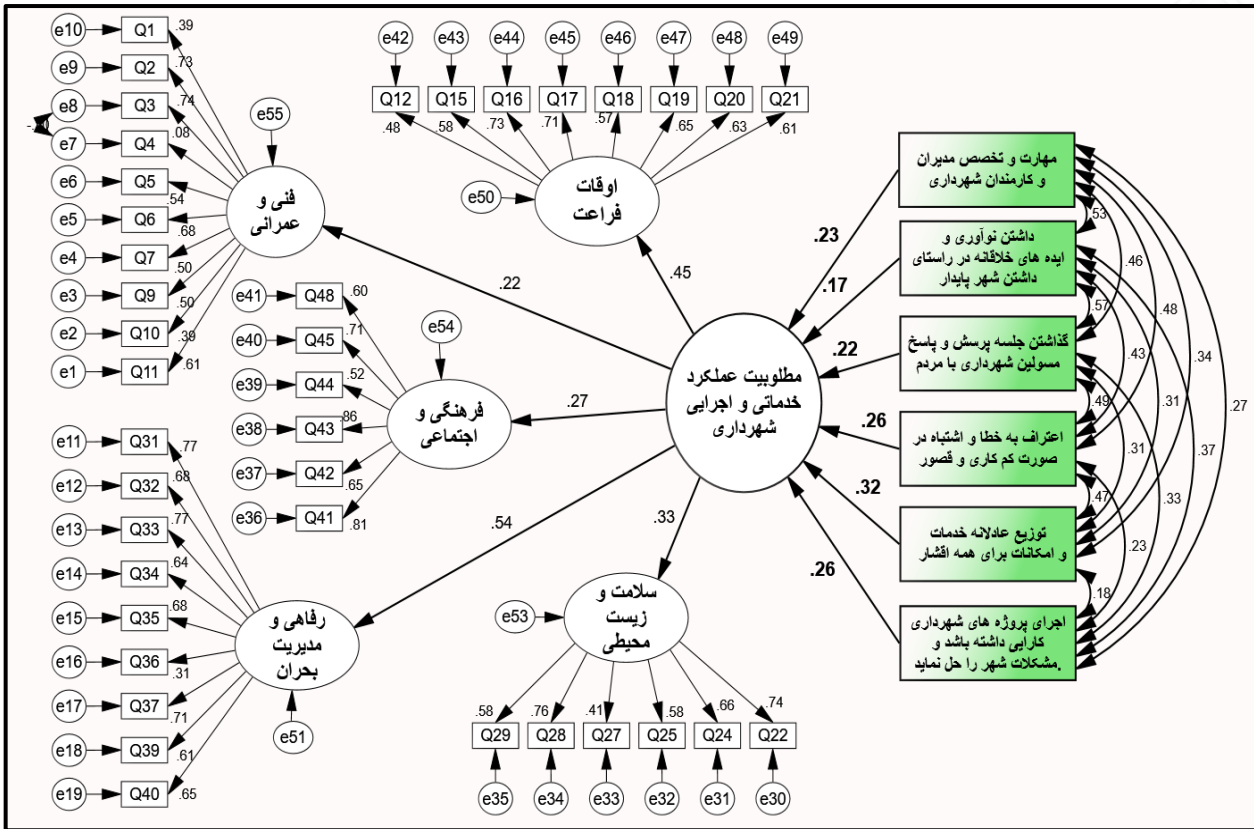 e10 Q1 .39
e9 Q2 .73
e8 Q3 .74
e7 Q4 .08
e6 Q5 .54
e5 Q6 .68
e4 Q7 .50
e3 Q9 .50
e2 Q10 .39
e1 Q11 .61
e55
فنی و
عمرانی
e42 e43 e44 e45 e46 e47 e48 e49
Q12 Q15 Q16 Q17 Q18 Q19 Q20 Q21
.48 .58 .73 .71 .57 .65 .63 .61
e50
اوقات
فراعت
.45
.22
.27
.54
.33
e41 Q48 .60
e40 Q45 .71
e39 Q44 .52
e38 Q43 .86
e37 Q42 .65
e36 Q41 .81
e54
فرهنگی و
اجتماعی
e11 Q31 .77
e12 Q32 .68
e13 Q33 .77
e14 Q34 .64
e15 Q35 .68
e16 Q36 .31
e17 Q37 .71
e18 Q39 .61
e19 Q40 .65
رفاهی و
مدیریت
بحران
e51
سلامت و
زیست
محیطی
e53
.58 .76 .41 .58 .66 .74
Q29 Q28 Q27 Q25 Q24 Q22
e35 e34 e33 e32 e31 e30
مطلوبیت عملکرد
خدماتی و اجرایی
شهرداری
.23
.17
.22
.26
.32
.26
مهارت و تخصص مدیران
و کارمندان شهرداری
داشتن نوآوری و
ایده های خلاقانه در راستای
داشتن شهر پایدار
گذاشتن جلسه پرسش و پاسخ
مسولین شهرداری با مردم
اعتراف به خطا و اشتباه در
صورت کم کاری و قصور
توزیع عادلانه خدمات
و امکانات برای همه اقشار
اجرای پروژه های شهرداری
کارایی داشته باشد و
مشکلات شهر را حل نماید.
.53
.46
.57
.48
.43
.34
.49
.31
.27
.31
.37
.47
.33
.23
.18